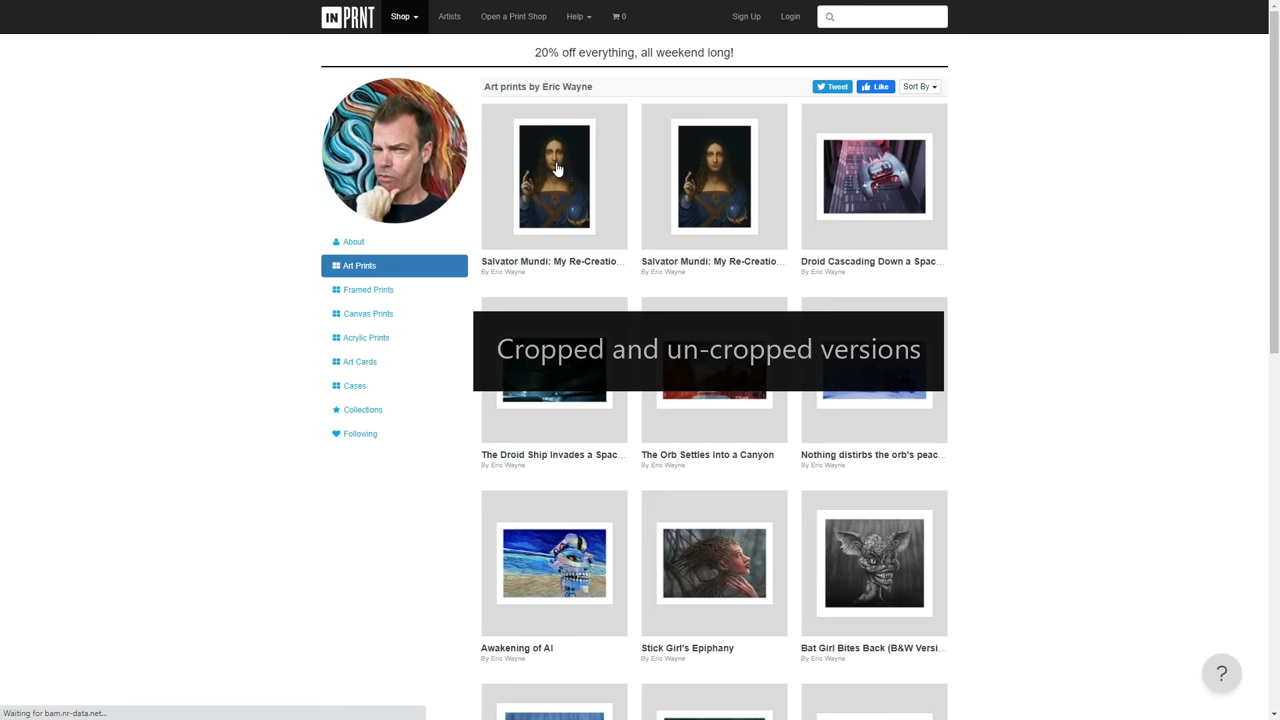 INPRNT
Shop
Artists
Open a Print Shop
Help
0
Sign Up
Login
20% off everything, all weekend long!
Art prints by Eric Wayne
Tweet
Like
Sort By
About
Art Prints
Framed Prints
Canvas Prints
Acrylic Prints
Art Cards
Cases
Collections
Following
Salvator Mundi: My Re-Creatio...
By Eric Wayne
Salvator Mundi: My Re-Creatio...
By Eric Wayne
Droid Cascading Down a Spac...
By Eric Wayne
Cropped and un-cropped versions
The Droid Ship Invades a Spac...
By Eric Wayne
The Orb Settles Into a Canyon
By Eric Wayne
Nothing distirbs the orb's peac...
By Eric Wayne
Awakening of AI
By Eric Wayne
Stick Girl's Epiphany
By Eric Wayne
Bat Girl Bites Back (B&W Versi...
By Eric Wayne
?
Waiting for bam.nr-data.net...